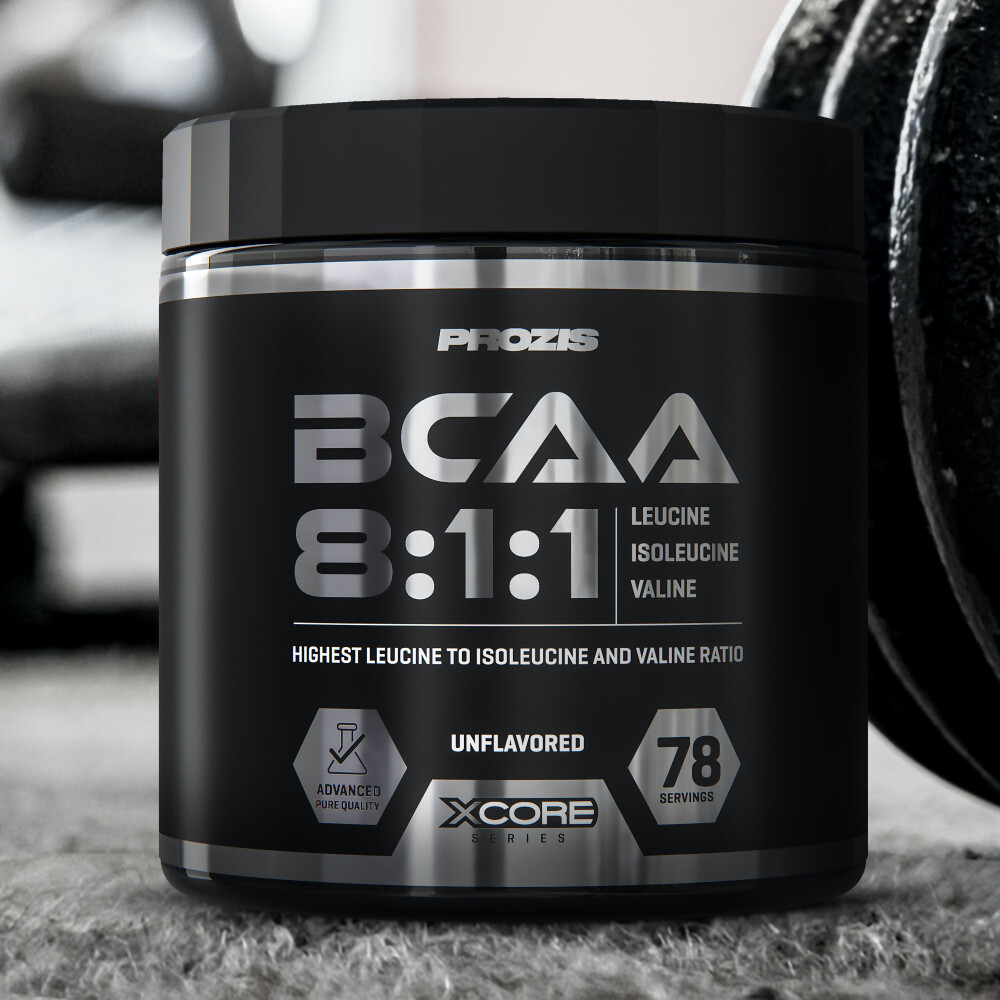 PROZIS
BCAA
8:1:1
LEUCINE
ISOLEUCINE
VALINE
HIGHEST LEUCINE TO ISOLEUCINE AND VALINE RATIO
UNFLAVORED
ADVANCED
PURE QUALITY
78
SERVINGS
XCORE
SERIES